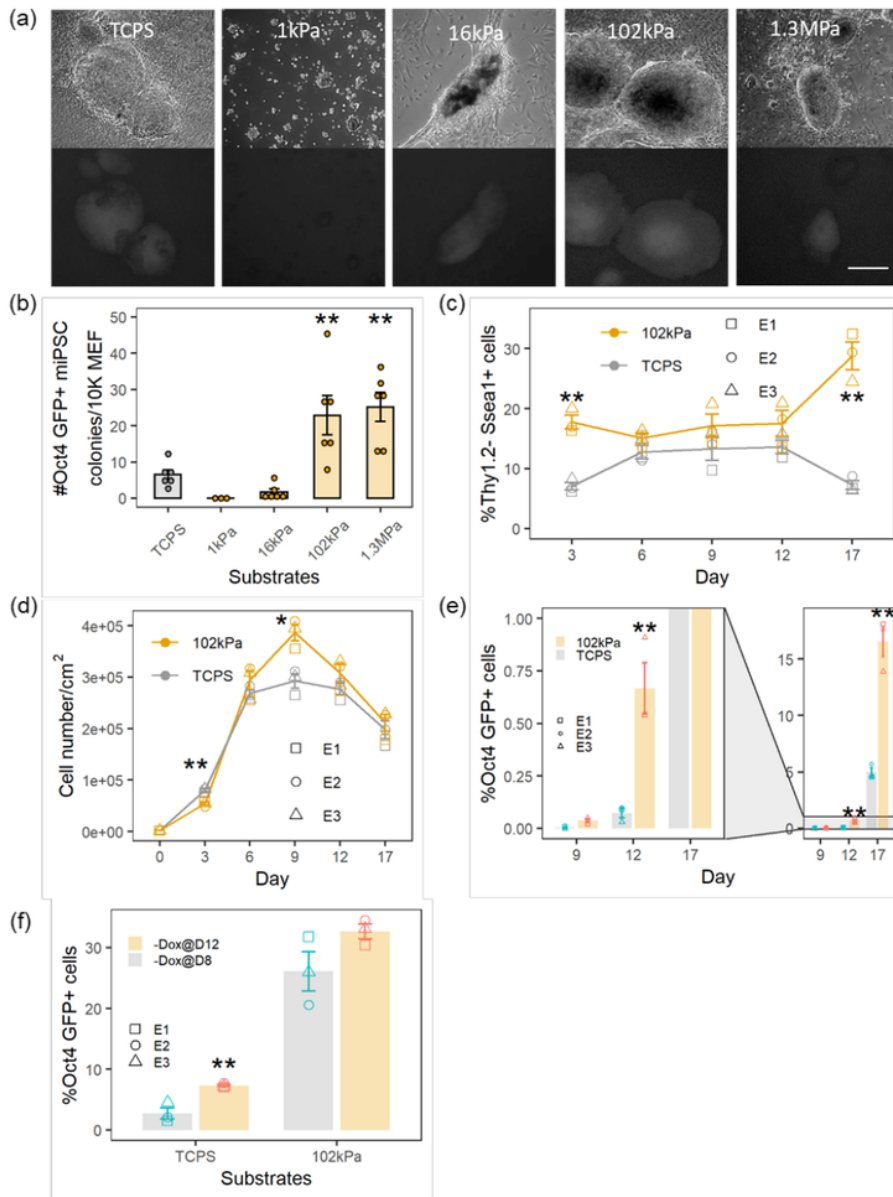 (a)
TCPS 1kPa 16kPa 102kPa 1.3MPa
(b)
#Oct4 GFP+ miPSC
colonies/10K MEF
50
40
30
20
10
0
** **
TCPS 1kPa 16kPa 102kPa 1.3MPa
Substrates
(c)
%Thy1.2- Ssea1+ cells
30
20
10
0
102kPa
TCPS
E1
E2
E3
** **
3 6 9 12 17
Day
(d)
Cell number/cm²
4e+05
3e+05
2e+05
1e+05
0e+00
102kPa
TCPS
*
**
E1
E2
E3
0 3 6 9 12 17
Day
(e)
%Oct4 GFP+ cells
1.00
0.75
0.50
0.25
0.00
102kPa
TCPS
E1
E2
E3
**
9 12 17
15
10
5
0
**
**
9 12 17
Day
(f)
%Oct4 GFP+ cells
30
20
10
0
-Dox@D12
-Dox@D8
E1
E2
E3
**
TCPS 102kPa
Substrates